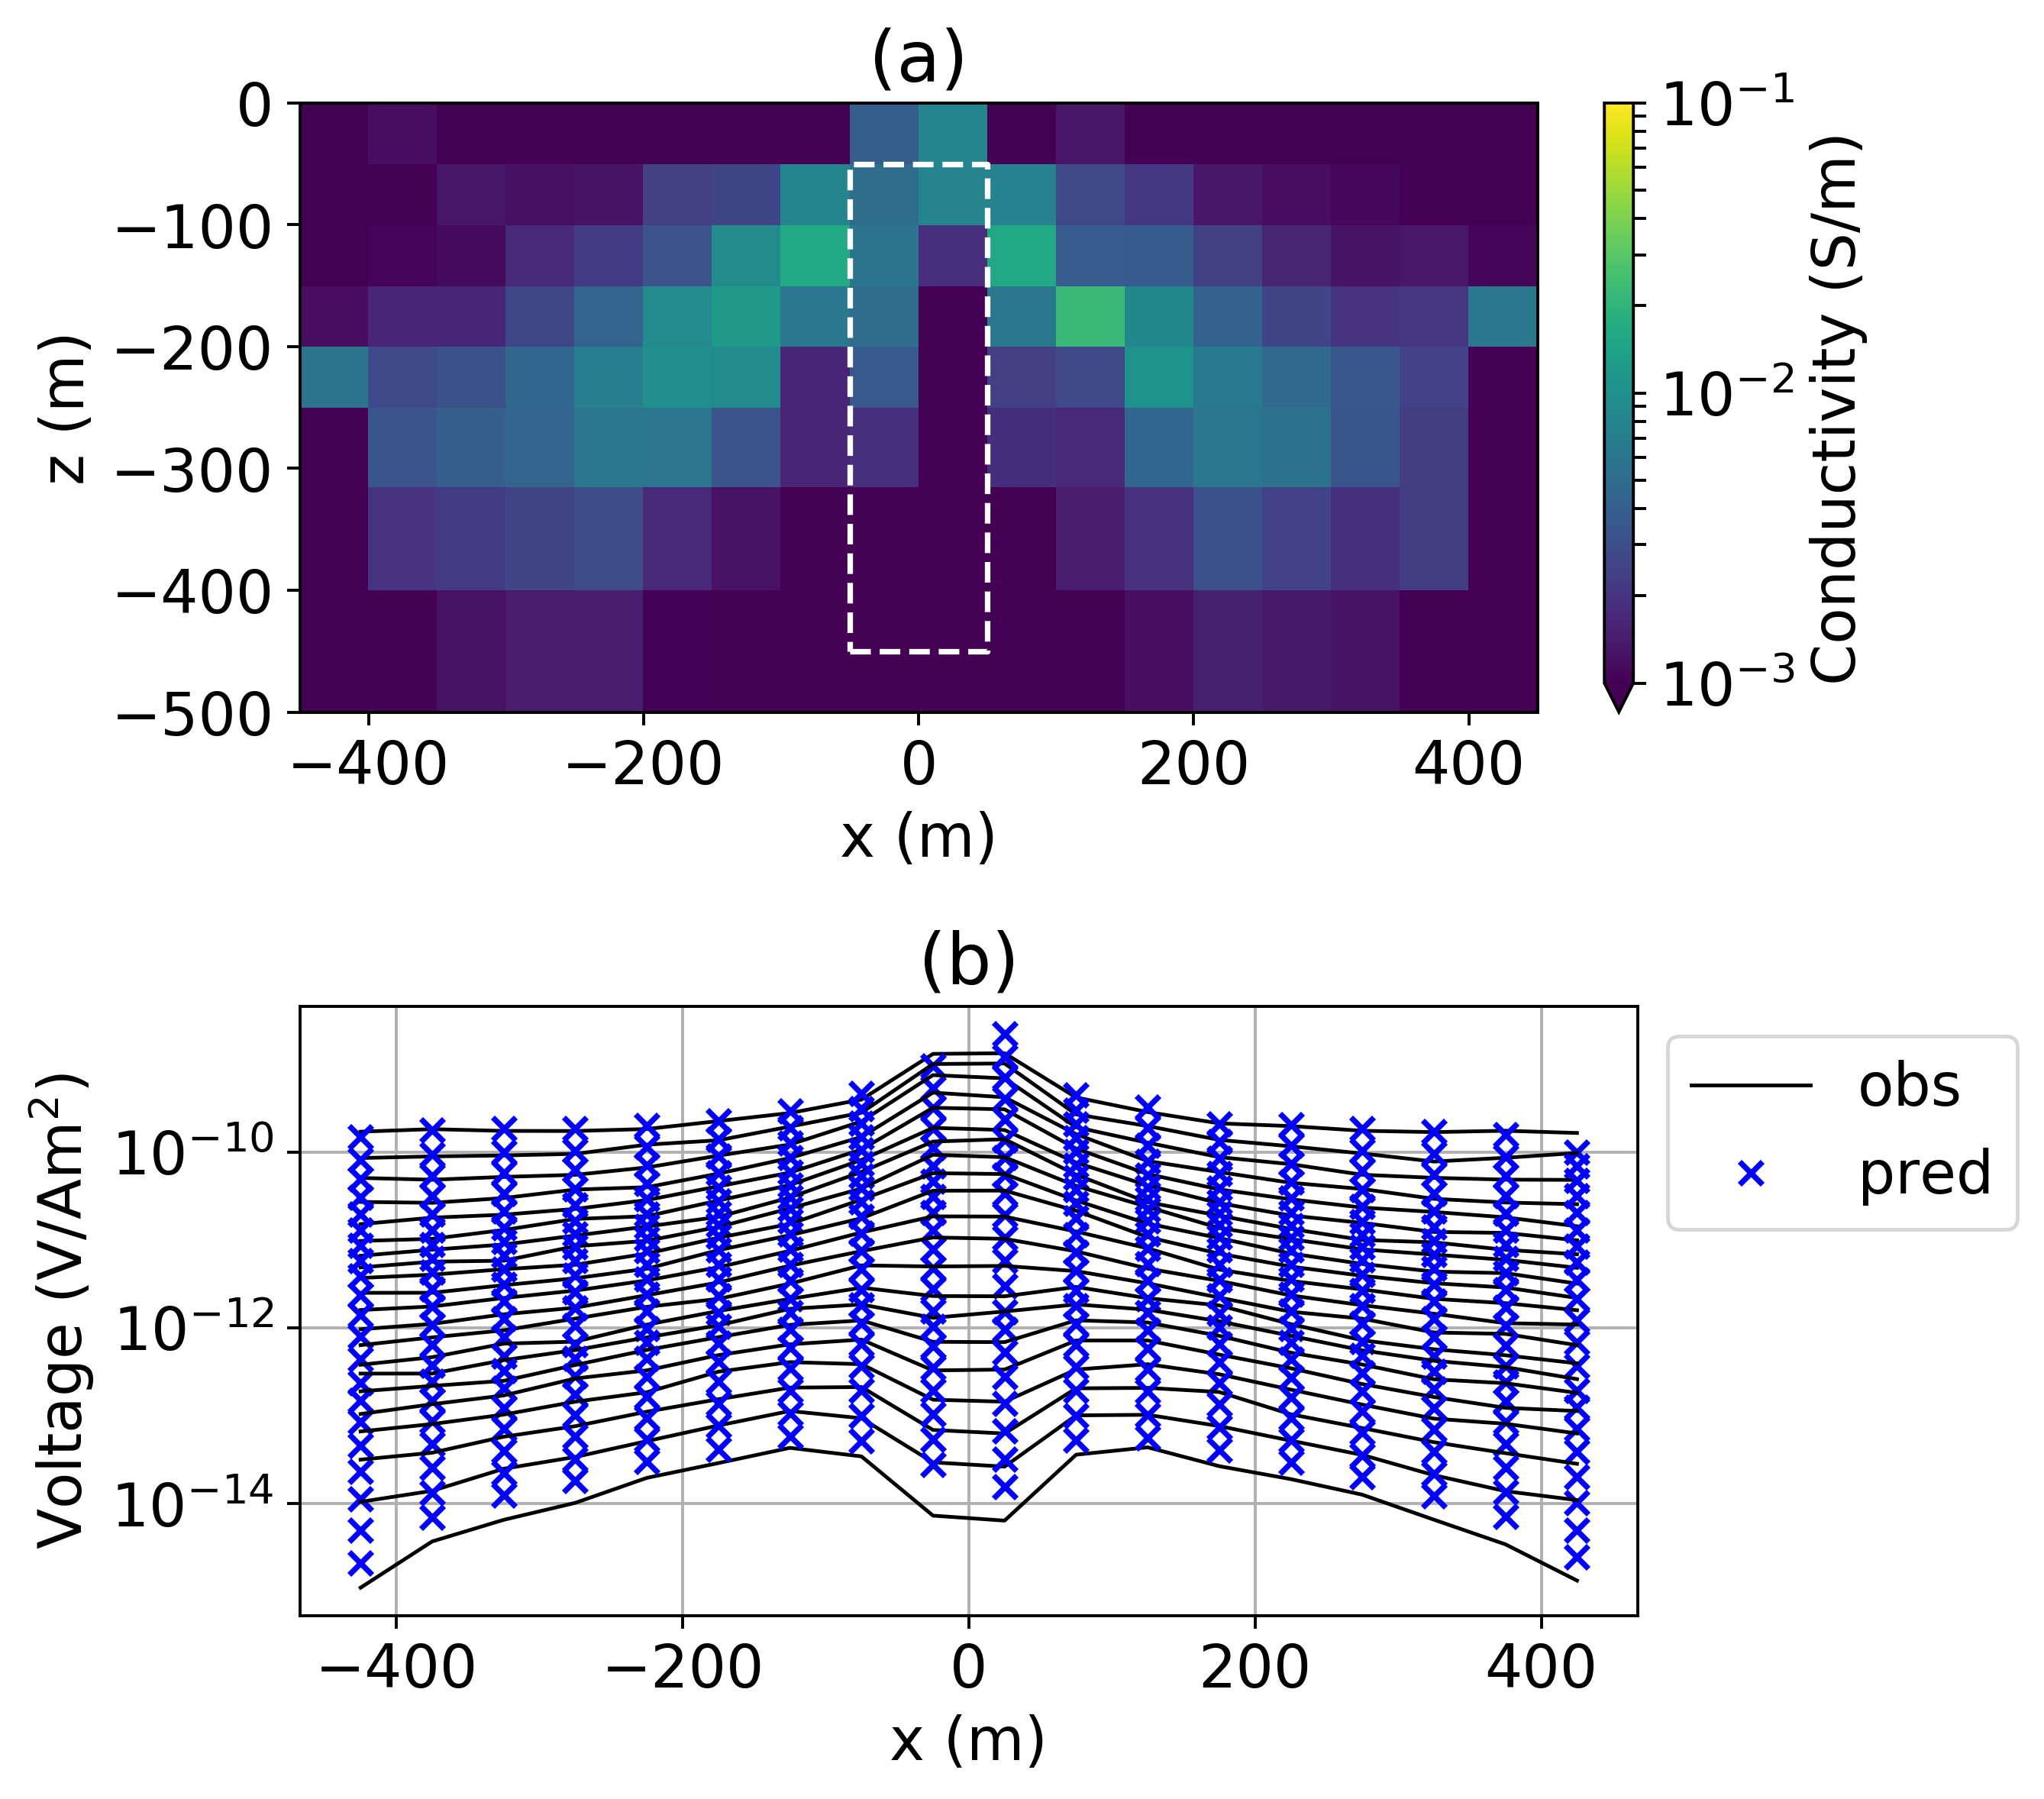 (a)
0
−100
−200
−300
−400
−500
z (m)
−400 −200 0 200 400
x (m)
10⁻¹
10⁻²
10⁻³
Conductivity (S/m)
(b)
10⁻¹⁰
10⁻¹²
10⁻¹⁴
Voltage (V/Am²)
−400 −200 0 200 400
x (m)
obs
pred